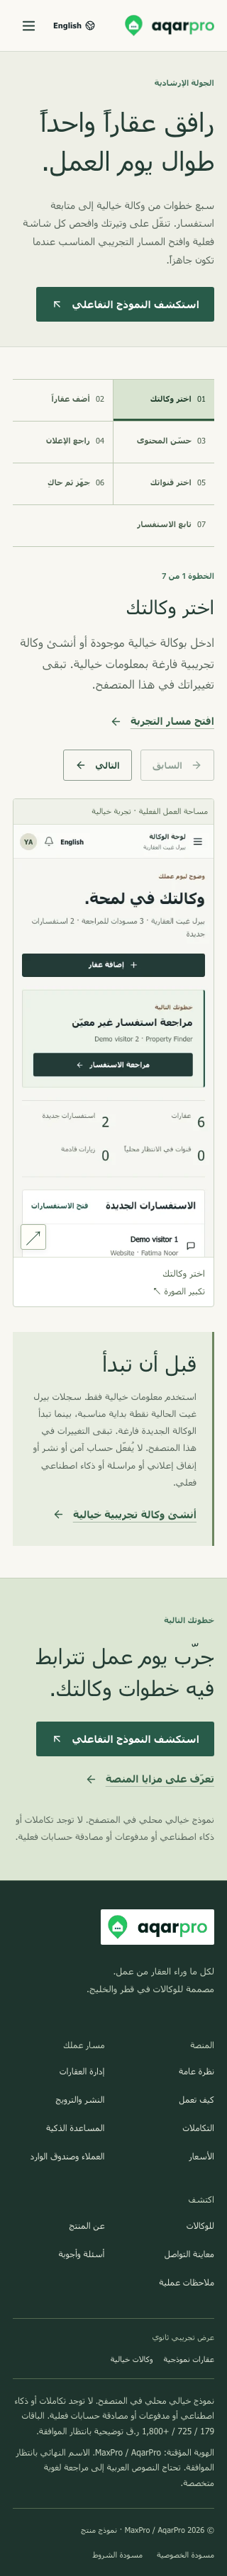 aqarpro
English
الجولة الإرشادية
رافق عقاراً واحداً
طوال يوم العمل.
سبع خطوات من وكالة خيالية إلى متابعة
استفسار. تنقّل على وتيرتك وافحص كل شاشة
فعلية وافتح المسار التجريبي المناسب عندما
تكون جاهزاً.
استكشف النموذج التفاعلي
01 اختر وكالتك
02 أضف عقاراً
03 حسّن المحتوى
04 راجع الإعلان
05 اختر قنواتك
06 جهّز ثم حاكِ
07 تابع الاستفسار
الخطوة 1 من 7
اختر وكالتك
ادخل بوكالة خيالية موجودة أو أنشئ وكالة
تجريبية فارغة بمعلومات خيالية. تبقى
تغييراتك في هذا المتصفح.
افتح مسار التجربة
السابق
التالي
مساحة العمل الفعلية · تجربة خيالية
لوحة الوكالة
بيرل غيت العقارية
English
YA
وضوح ليوم عملك
وكالتك في لمحة.
بيرل غيت العقارية · 3 مسودات للمراجعة · 2 استفسارات
جديدة
إضافة عقار
خطوتك التالية
مراجعة استفسار غير معيّن
Demo visitor 2 · Property Finder
مراجعة الاستفسار
عقارات
6
استفسارات جديدة
2
قنوات في الانتظار محلياً
0
زيارات قادمة
0
الاستفسارات الجديدة
فتح الاستفسارات
Demo visitor 1
Website · Fatima Noor
اختر وكالتك
تكبير الصورة
قبل أن تبدأ
استخدم معلومات خيالية فقط. سجلات بيرل
غيت الحالية نقطة بداية مناسبة، بينما تبدأ
الوكالة الجديدة فارغة. تبقى التغييرات في
هذا المتصفح. لا يُفعّل حساب آمن أو نشر أو
إنفاق إعلاني أو مراسلة أو ذكاء اصطناعي
فعلي.
أنشئ وكالة تجريبية خيالية
خطوتك التالية
جرّب يوم عمل تترابط
فيه خطوات وكالتك.
استكشف النموذج التفاعلي
تعرّف على مزايا المنصة
نموذج خيالي محلي في المتصفح. لا توجد تكاملات أو
ذكاء اصطناعي أو مدفوعات أو مصادقة حسابات فعلية.
aqarpro
لكل ما وراء العقار من عمل.
مصممة للوكالات في قطر والخليج.
المنصة
نظرة عامة
كيف تعمل
التكاملات
الأسعار
مسار عملك
إدارة العقارات
النشر والترويج
المساعدة الذكية
العملاء وصندوق الوارد
اكتشف
للوكالات
معاينة التواصل
ملاحظات عملية
عن المنتج
أسئلة وأجوبة
عرض تجريبي ثانوي
عقارات نموذجية
وكالات خيالية
نموذج خيالي محلي في المتصفح. لا توجد تكاملات أو ذكاء
اصطناعي أو مدفوعات أو مصادقة حسابات فعلية. الباقات
179 / 725 / +1,800 ر.ق توضيحية بانتظار الموافقة.
الهوية المؤقتة: MaxPro / AqarPro. الاسم النهائي بانتظار
الموافقة. تحتاج النصوص العربية إلى مراجعة لغوية
متخصصة.
© 2026 MaxPro / AqarPro · نموذج منتج
مسودة الخصوصية
مسودة الشروط